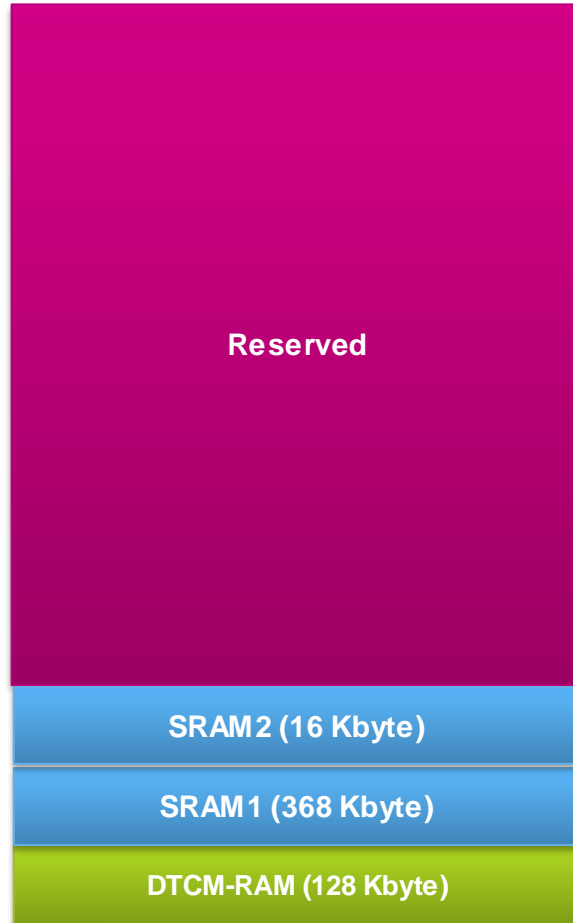 Reserved
SRAM2 (16 Kbyte)
SRAM1 (368 Kbyte)
DTCM-RAM (128 Kbyte)